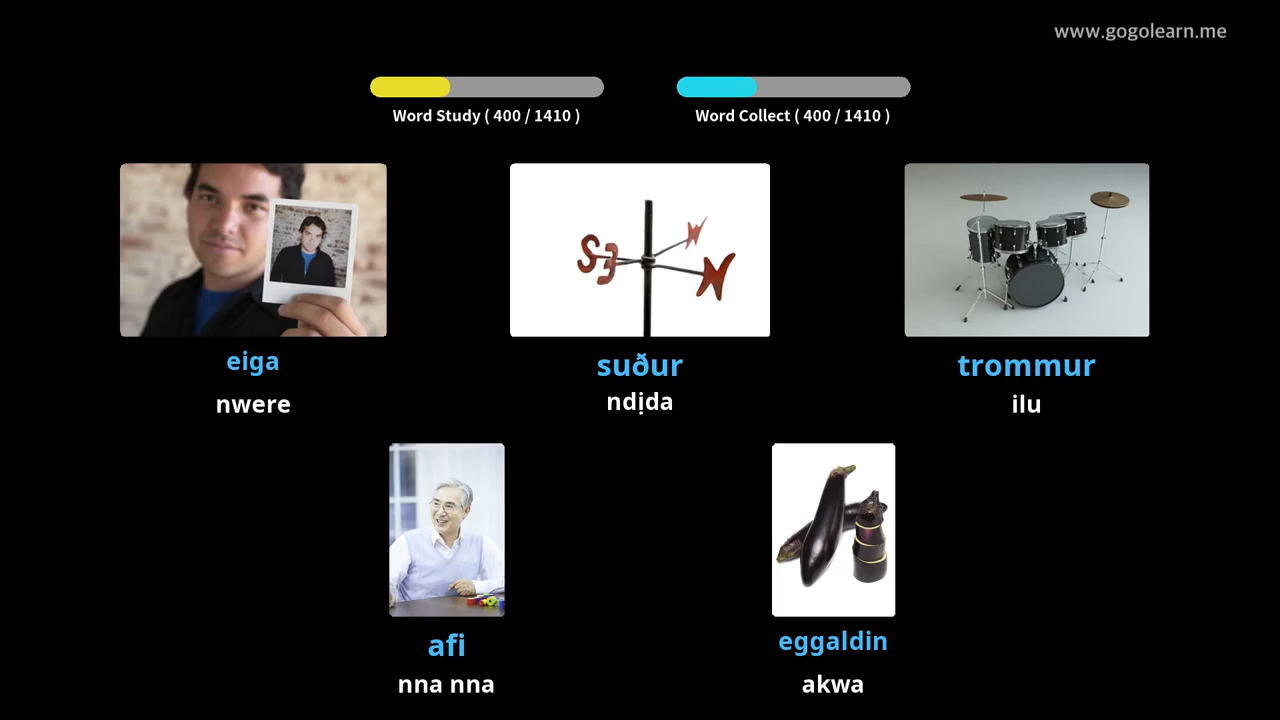 www.gogolearn.me
Word Study ( 400 / 1410 )
Word Collect ( 400 / 1410 )
S
E
W
N
eiga
nwere
suður
ndịda
trommur
ilu
afi
nna nna
eggaldin
akwa